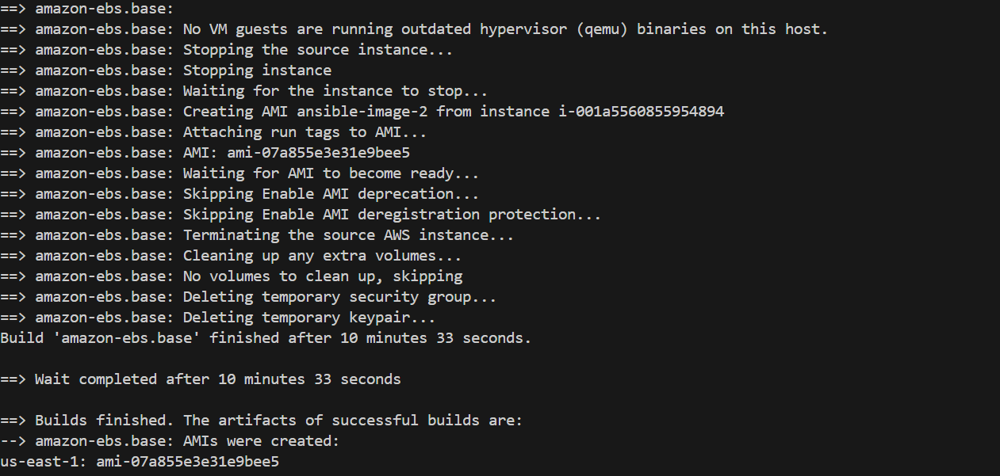 ==> amazon-ebs.base:
==> amazon-ebs.base: No VM guests are running outdated hypervisor (qemu) binaries on this host.
==> amazon-ebs.base: Stopping the source instance...
==> amazon-ebs.base: Stopping instance
==> amazon-ebs.base: Waiting for the instance to stop...
==> amazon-ebs.base: Creating AMI ansible-image-2 from instance i-001a5560855954894
==> amazon-ebs.base: Attaching run tags to AMI...
==> amazon-ebs.base: AMI: ami-07a855e3e31e9bee5
==> amazon-ebs.base: Waiting for AMI to become ready...
==> amazon-ebs.base: Skipping Enable AMI deprecation...
==> amazon-ebs.base: Skipping Enable AMI deregistration protection...
==> amazon-ebs.base: Terminating the source AWS instance...
==> amazon-ebs.base: Cleaning up any extra volumes...
==> amazon-ebs.base: No volumes to clean up, skipping
==> amazon-ebs.base: Deleting temporary security group...
==> amazon-ebs.base: Deleting temporary keypair...
Build 'amazon-ebs.base' finished after 10 minutes 33 seconds.
==> Wait completed after 10 minutes 33 seconds
==> Builds finished. The artifacts of successful builds are:
--> amazon-ebs.base: AMIs were created:
us-east-1: ami-07a855e3e31e9bee5